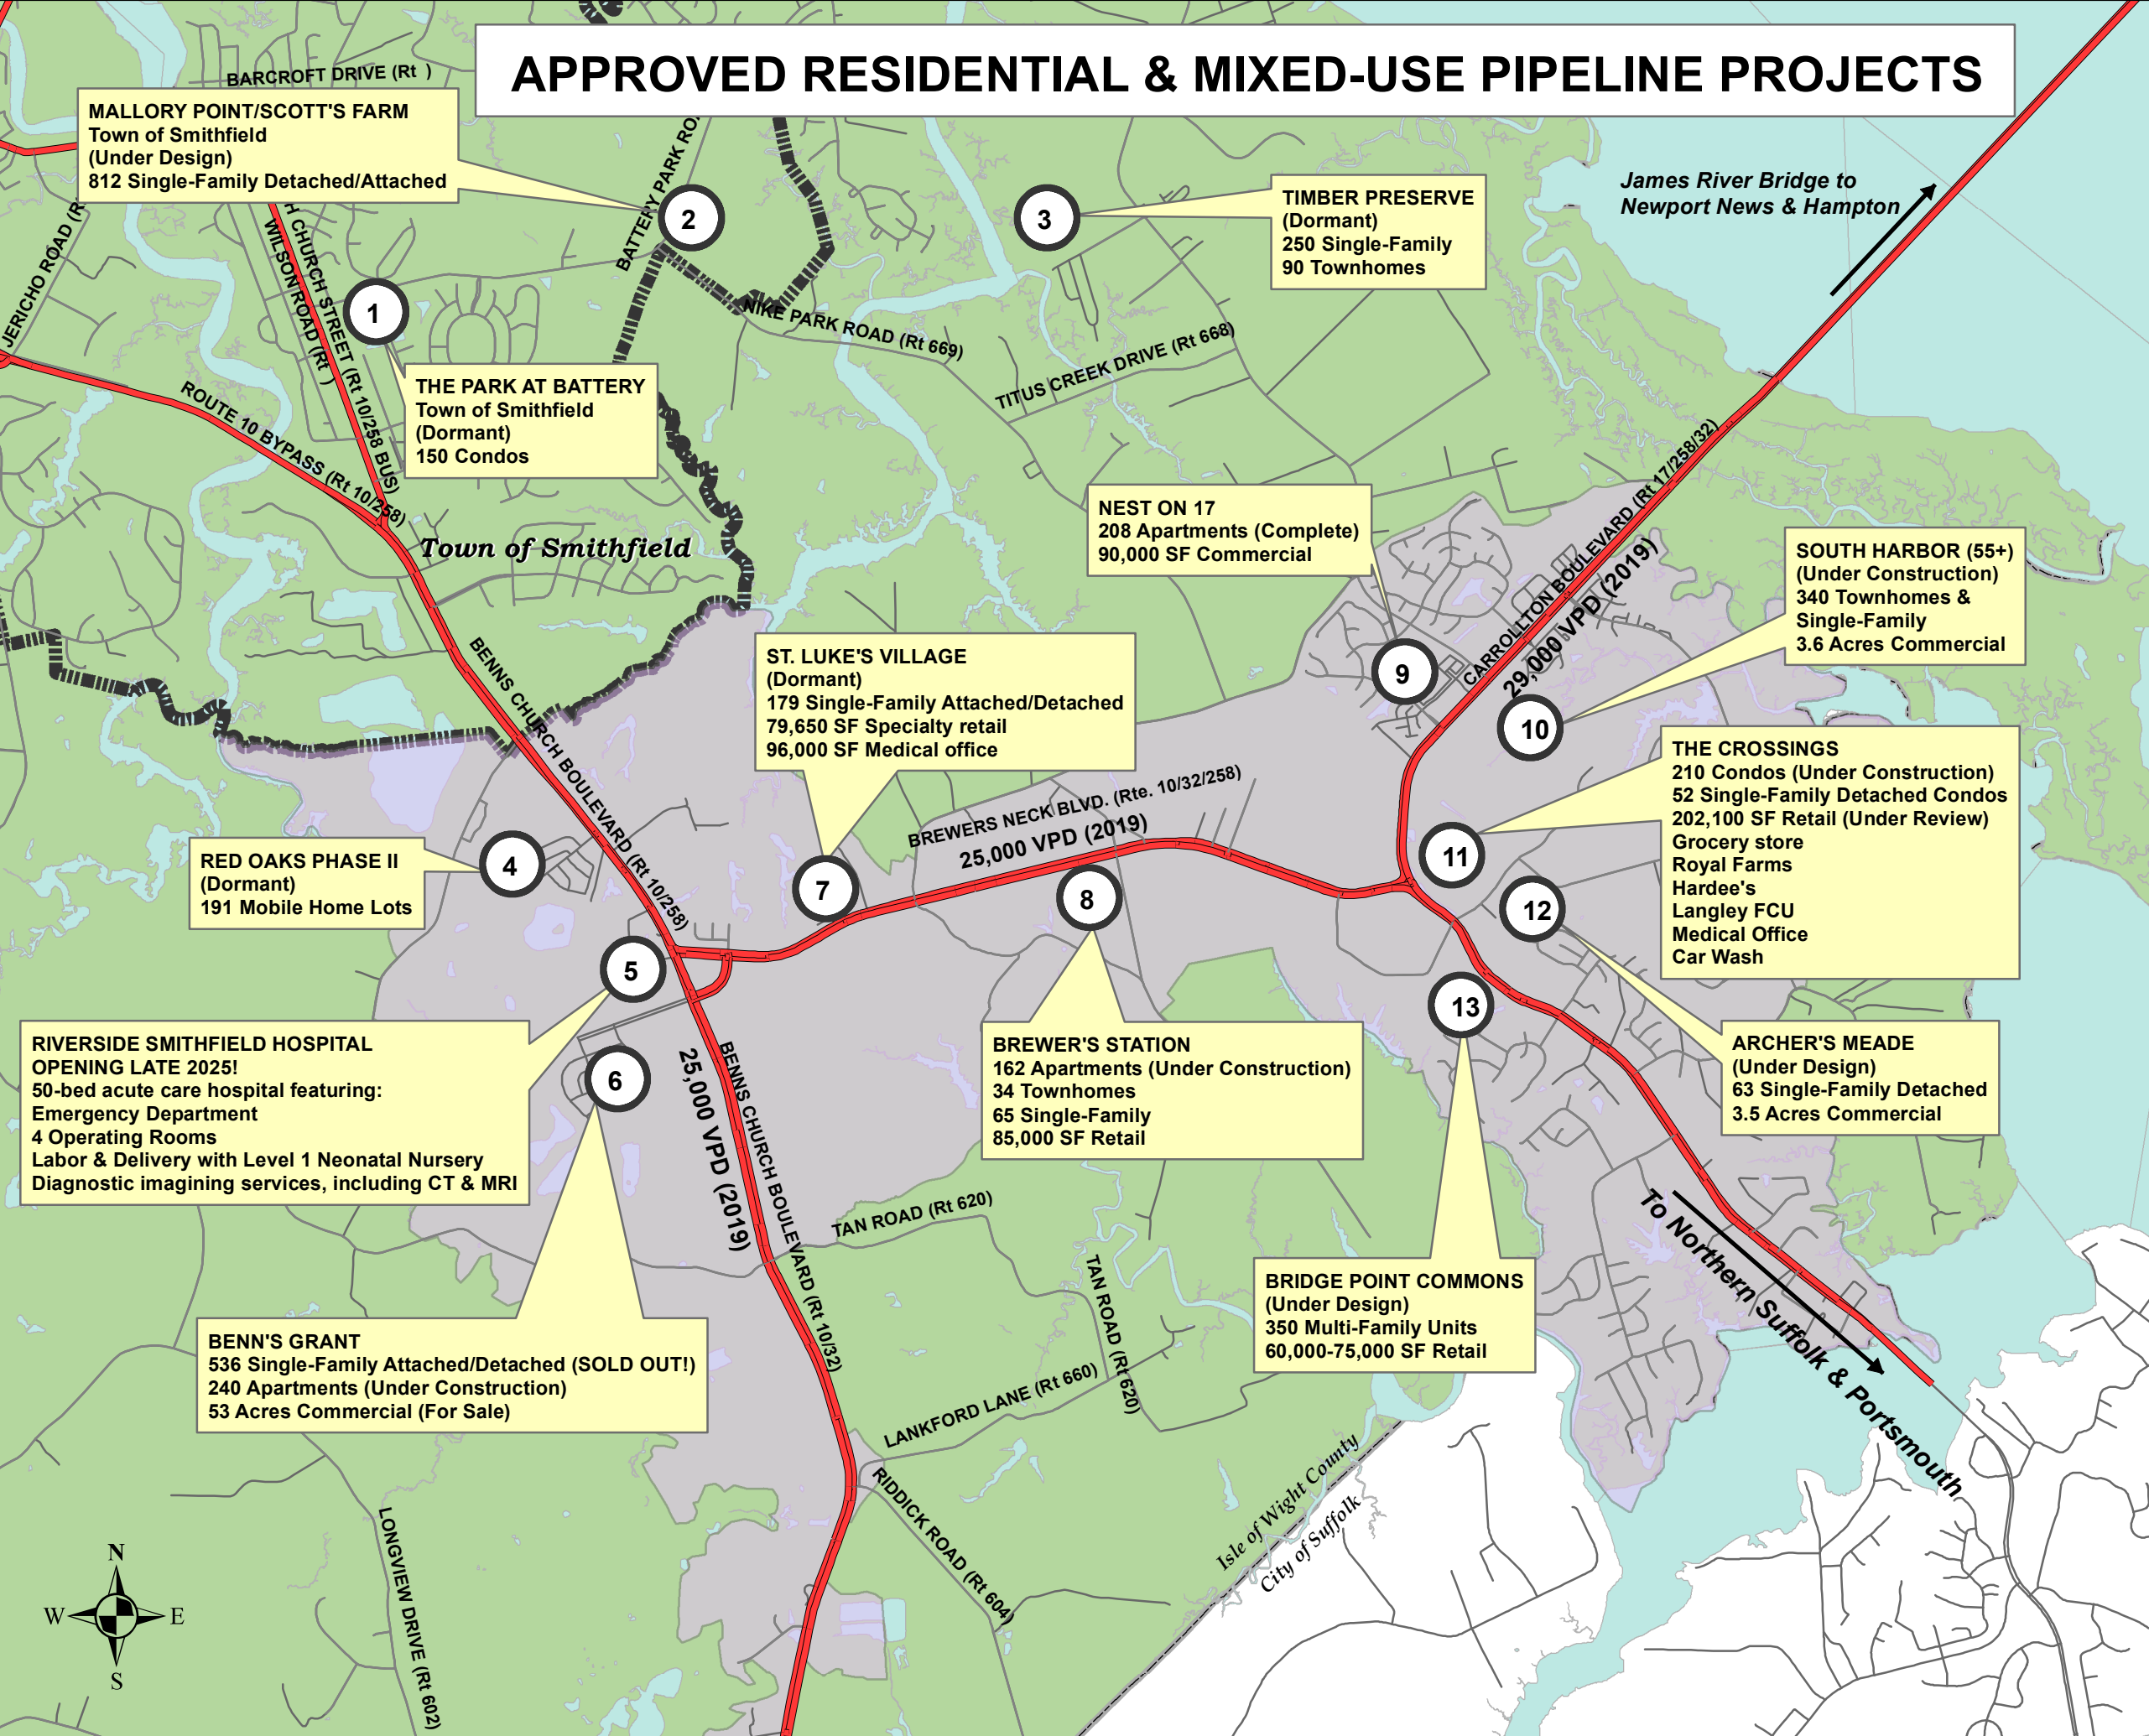 APPROVED RESIDENTIAL & MIXED-USE PIPELINE PROJECTS
BARCROFT DRIVE (Rt )
MALLORY POINT/SCOTT'S FARM
Town of Smithfield
(Under Design)
812 Single-Family Detached/Attached
JERICHO ROAD (R
H CHURCH STREET (Rt 10/258 BUS)
WILSON ROAD (Rt )
BATTERY PARK RO
2
3
TIMBER PRESERVE
(Dormant)
250 Single-Family
90 Townhomes
James River Bridge to
Newport News & Hampton
1
NIKE PARK ROAD (Rt 669)
TITUS CREEK DRIVE (Rt 668)
THE PARK AT BATTERY
Town of Smithfield
(Dormant)
150 Condos
ROUTE 10 BYPASS (Rt 10/258)
Town of Smithfield
NEST ON 17
208 Apartments (Complete)
90,000 SF Commercial
CARROLLTON BOULEVARD (Rt 17/258/32)
29,000 VPD (2019)
SOUTH HARBOR (55+)
(Under Construction)
340 Townhomes &
Single-Family
3.6 Acres Commercial
9
10
BENNS CHURCH BOULEVARD (Rt 10/258)
ST. LUKE'S VILLAGE
(Dormant)
179 Single-Family Attached/Detached
79,650 SF Specialty retail
96,000 SF Medical office
THE CROSSINGS
210 Condos (Under Construction)
52 Single-Family Detached Condos
202,100 SF Retail (Under Review)
Grocery store
Royal Farms
Hardee's
Langley FCU
Medical Office
Car Wash
BREWERS NECK BLVD. (Rte. 10/32/258)
25,000 VPD (2019)
RED OAKS PHASE II
(Dormant)
191 Mobile Home Lots
4
7
8
11
12
5
13
RIVERSIDE SMITHFIELD HOSPITAL
OPENING LATE 2025!
50-bed acute care hospital featuring:
Emergency Department
4 Operating Rooms
Labor & Delivery with Level 1 Neonatal Nursery
Diagnostic imagining services, including CT & MRI
6
25,000 VPD (2019)
BENNS CHURCH BOULEVARD (Rt 10/32)
BREWER'S STATION
162 Apartments (Under Construction)
34 Townhomes
65 Single-Family
85,000 SF Retail
ARCHER'S MEADE
(Under Design)
63 Single-Family Detached
3.5 Acres Commercial
TAN ROAD (Rt 620)
TAN ROAD (Rt 620)
To Northern Suffolk & Portsmouth
BRIDGE POINT COMMONS
(Under Design)
350 Multi-Family Units
60,000-75,000 SF Retail
BENN'S GRANT
536 Single-Family Attached/Detached (SOLD OUT!)
240 Apartments (Under Construction)
53 Acres Commercial (For Sale)
LANKFORD LANE (Rt 660)
RIDDICK ROAD (Rt 604)
Isle of Wight County
City of Suffolk
LONGVIEW DRIVE (Rt 602)
N
W
E
S